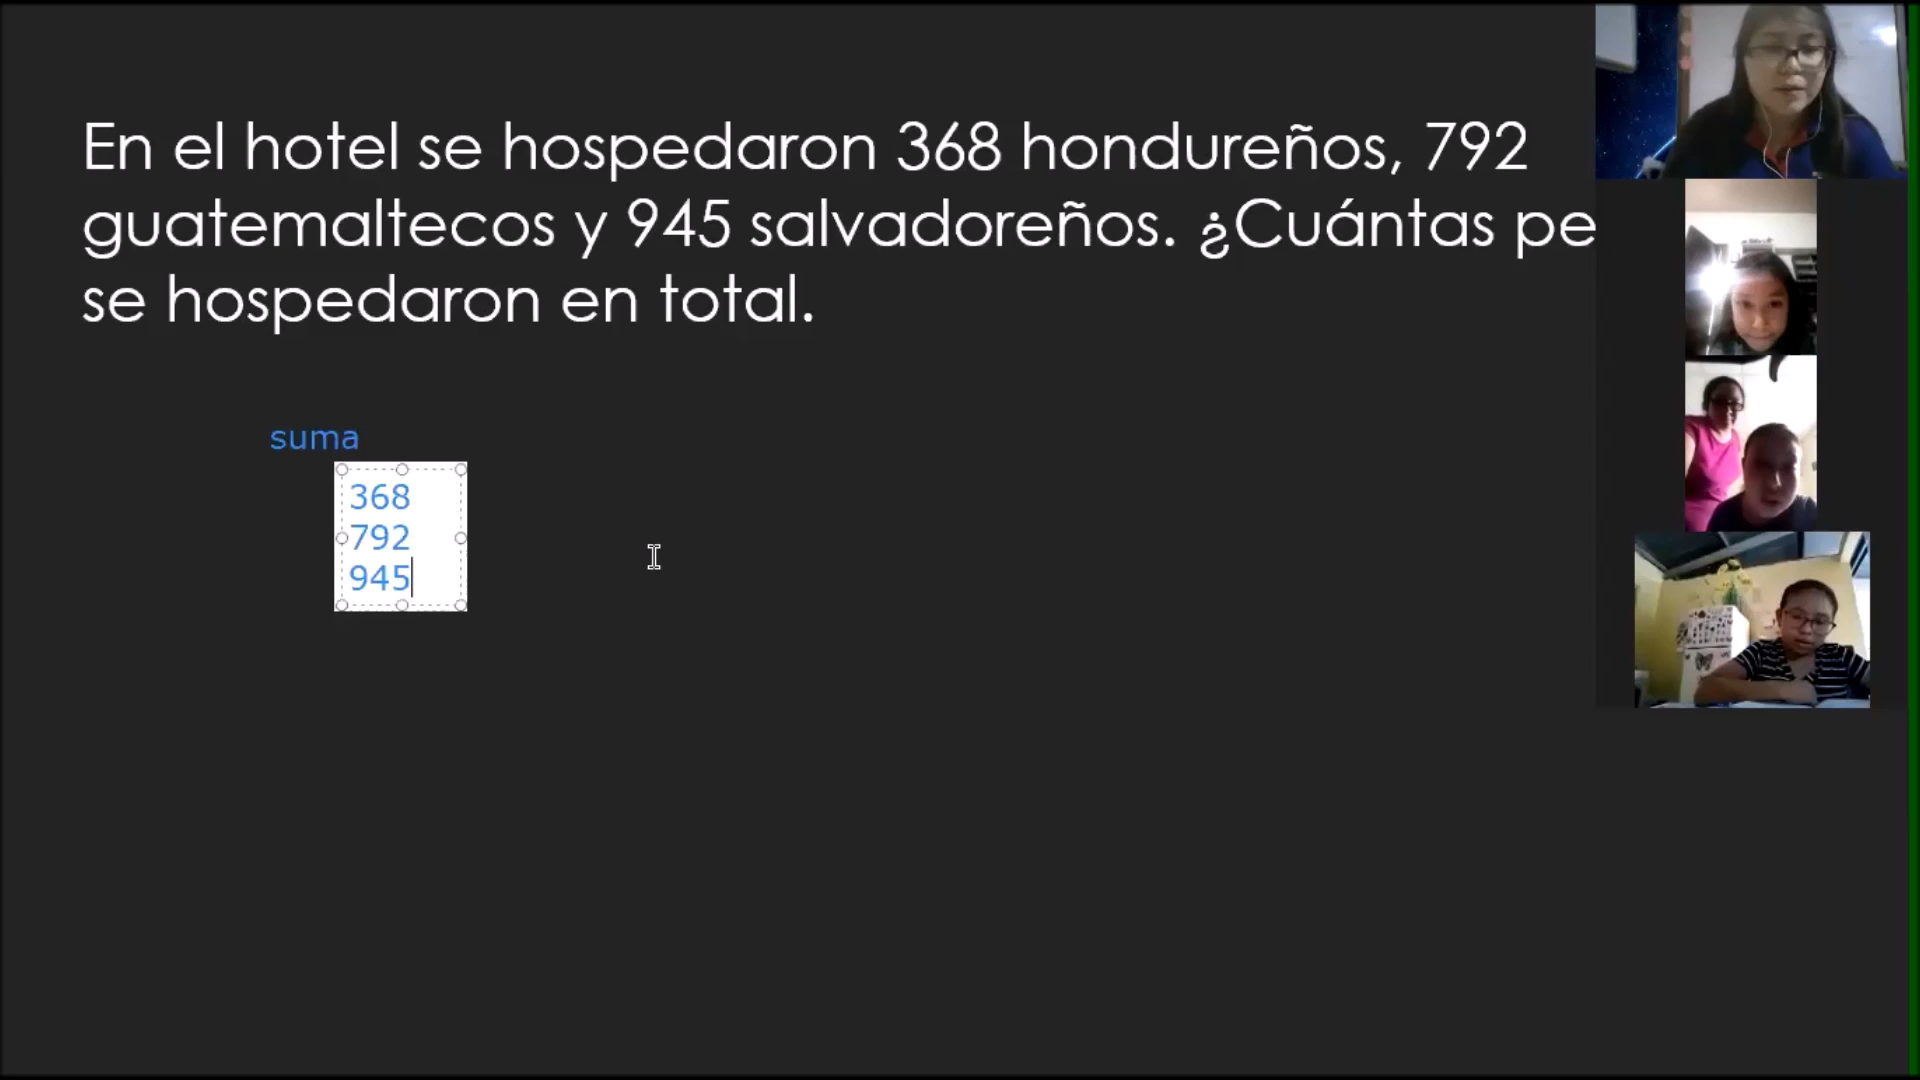 En el hotel se hospedaron 368 hondureños, 792
guatemaltecos y 945 salvadoreños. ¿Cuántas pe
se hospedaron en total.
suma
368
792
945